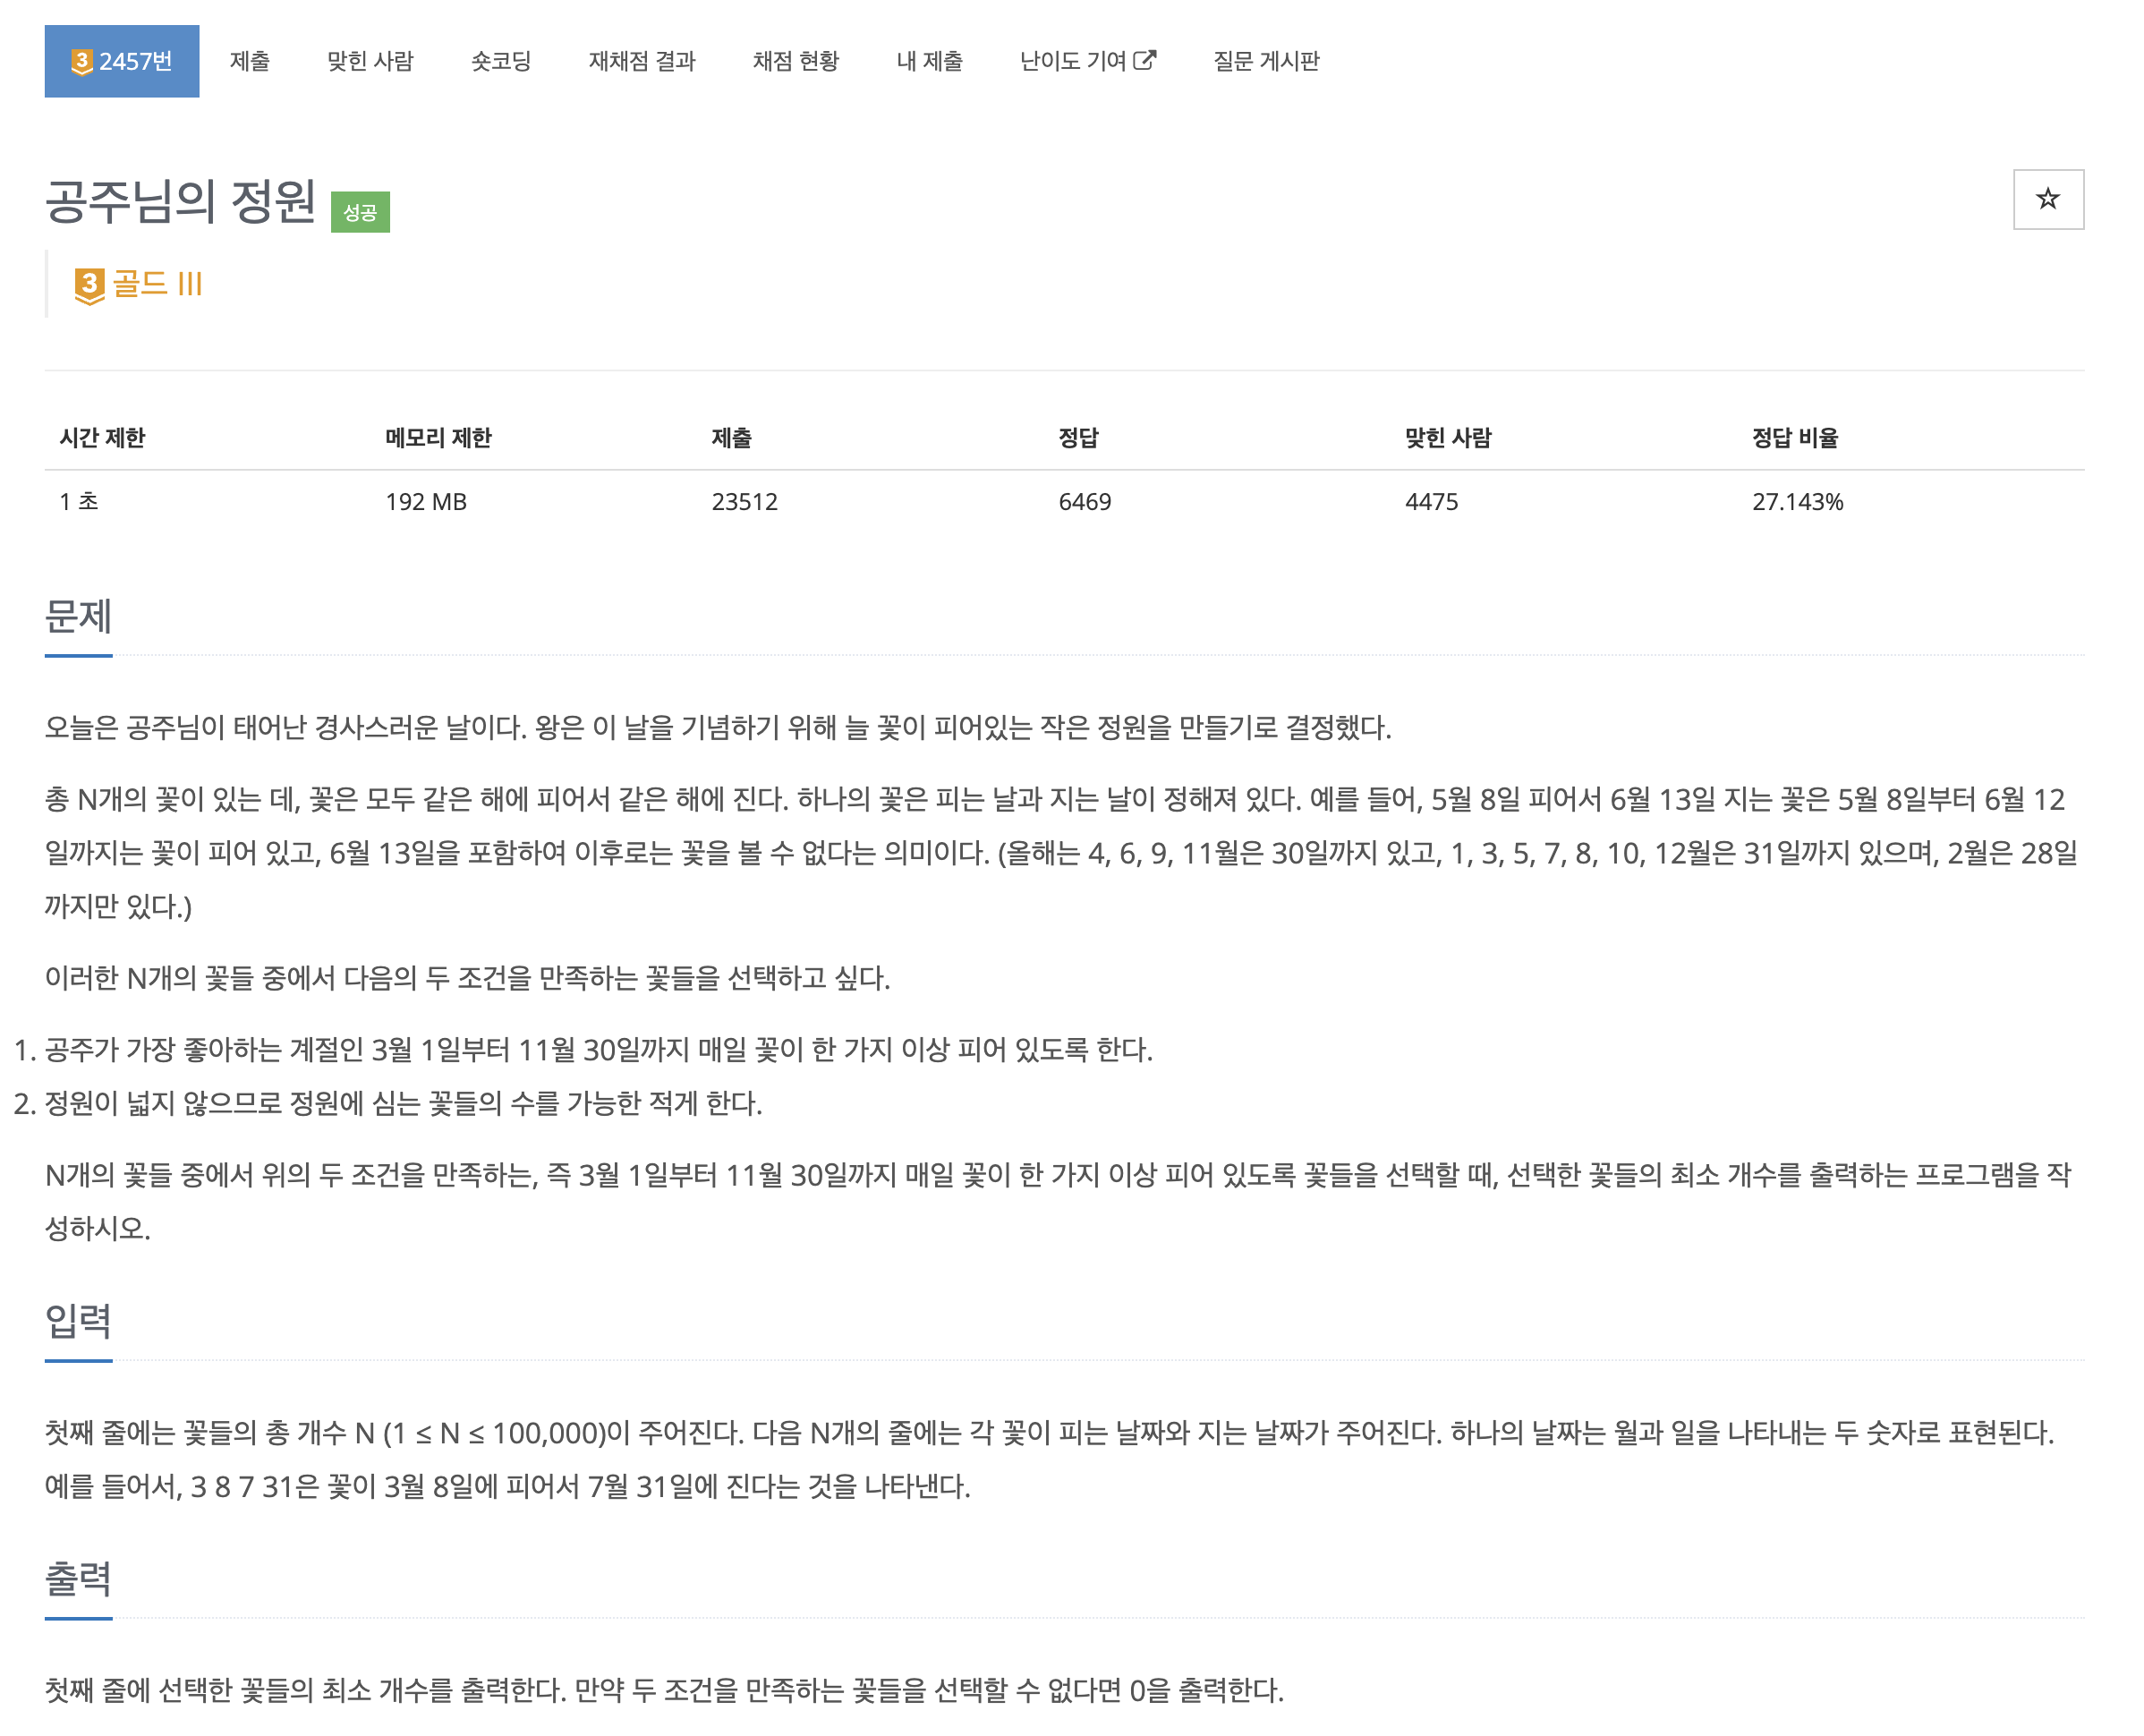 3 2457번 제출 맞힌 사람 숏코딩 재채점 결과 채점 현황 내 제출 난이도 기여 질문 게시판
공주님의 정원 성공
3 골드 III
시간 제한 메모리 제한 제출 정답 맞힌 사람 정답 비율
1 초 192 MB 23512 6469 4475 27.143%
문제
오늘은 공주님이 태어난 경사스러운 날이다. 왕은 이 날을 기념하기 위해 늘 꽃이 피어있는 작은 정원을 만들기로 결정했다.
총 N개의 꽃이 있는 데, 꽃은 모두 같은 해에 피어서 같은 해에 진다. 하나의 꽃은 피는 날과 지는 날이 정해져 있다. 예를 들어, 5월 8일 피어서 6월 13일 지는 꽃은 5월 8일부터 6월 12
일까지는 꽃이 피어 있고, 6월 13일을 포함하여 이후로는 꽃을 볼 수 없다는 의미이다. (올해는 4, 6, 9, 11월은 30일까지 있고, 1, 3, 5, 7, 8, 10, 12월은 31일까지 있으며, 2월은 28일
까지만 있다.)
이러한 N개의 꽃들 중에서 다음의 두 조건을 만족하는 꽃들을 선택하고 싶다.
1. 공주가 가장 좋아하는 계절인 3월 1일부터 11월 30일까지 매일 꽃이 한 가지 이상 피어 있도록 한다.
2. 정원이 넓지 않으므로 정원에 심는 꽃들의 수를 가능한 적게 한다.
N개의 꽃들 중에서 위의 두 조건을 만족하는, 즉 3월 1일부터 11월 30일까지 매일 꽃이 한 가지 이상 피어 있도록 꽃들을 선택할 때, 선택한 꽃들의 최소 개수를 출력하는 프로그램을 작
성하시오.
입력
첫째 줄에는 꽃들의 총 개수 N (1 ≤ N ≤ 100,000)이 주어진다. 다음 N개의 줄에는 각 꽃이 피는 날짜와 지는 날짜가 주어진다. 하나의 날짜는 월과 일을 나타내는 두 숫자로 표현된다.
예를 들어서, 3 8 7 31은 꽃이 3월 8일에 피어서 7월 31일에 진다는 것을 나타낸다.
출력
첫째 줄에 선택한 꽃들의 최소 개수를 출력한다. 만약 두 조건을 만족하는 꽃들을 선택할 수 없다면 0을 출력한다.